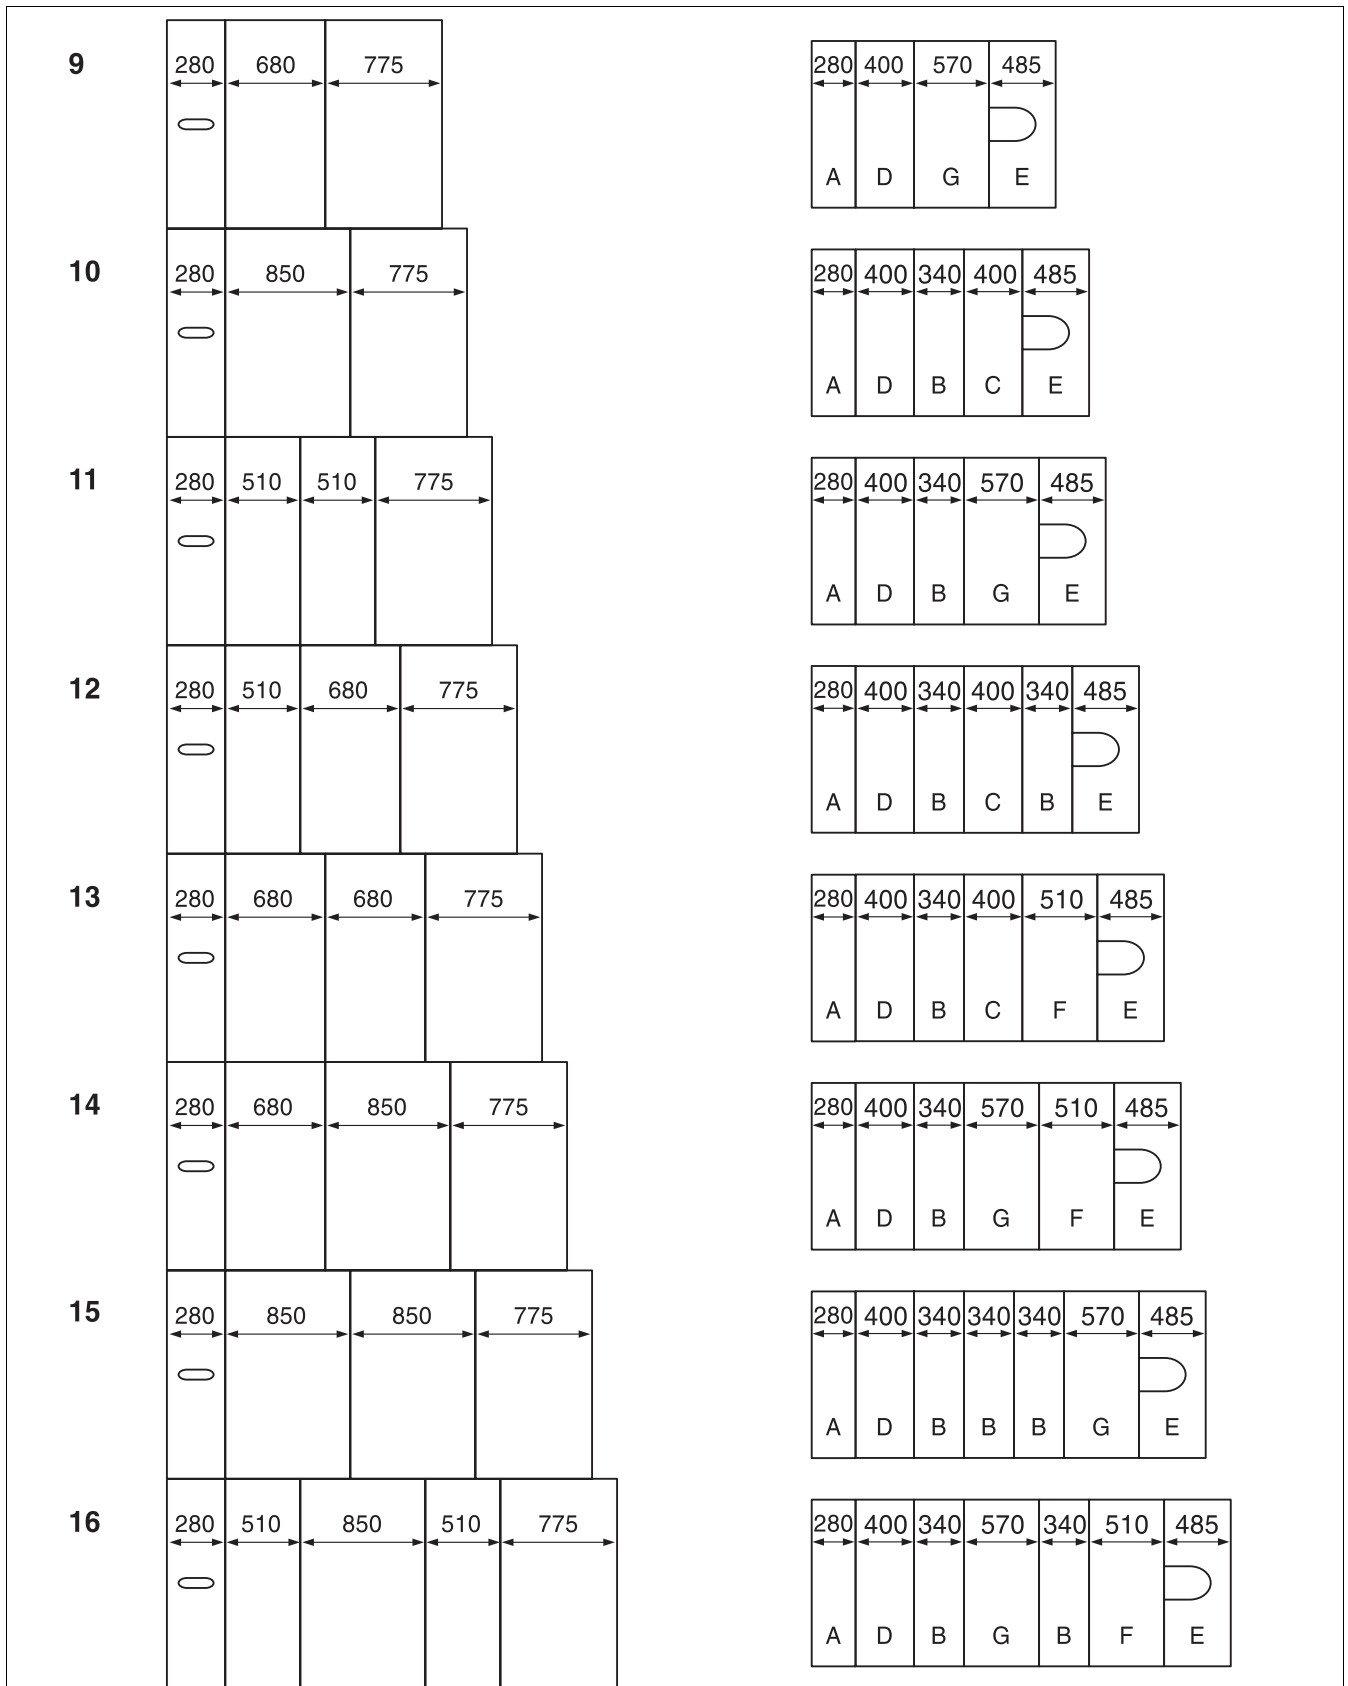 9
280 680 775
280 400 570 485
A D G E
10
280 850 775
280 400 340 400 485
A D B C E
11
280 510 510 775
280 400 340 570 485
A D B G E
12
280 510 680 775
280 400 340 400 340 485
A D B C B E
13
280 680 680 775
280 400 340 400 510 485
A D B C F E
14
280 680 850 775
280 400 340 570 510 485
A D B G F E
15
280 850 850 775
280 400 340 340 340 570 485
A D B B B G E
16
280 510 850 510 775
280 400 340 570 340 510 485
A D B G B F E